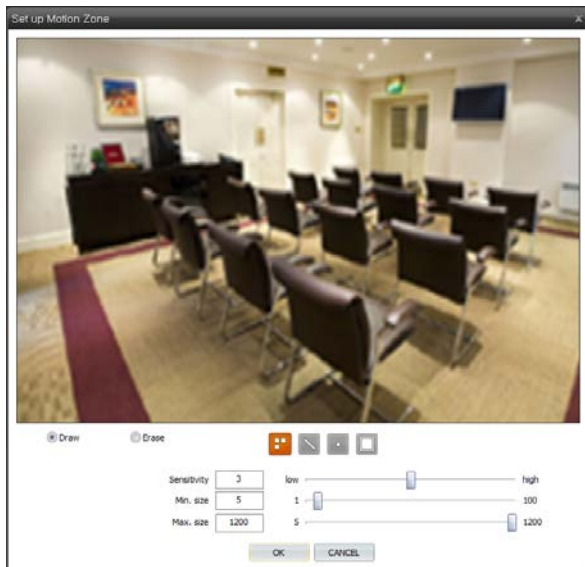 Set up Motion Zone
Draw Erase
Sensitivity 3 low high
Min. size 5 1 100
Max. size 1200 5 1200
OK CANCEL